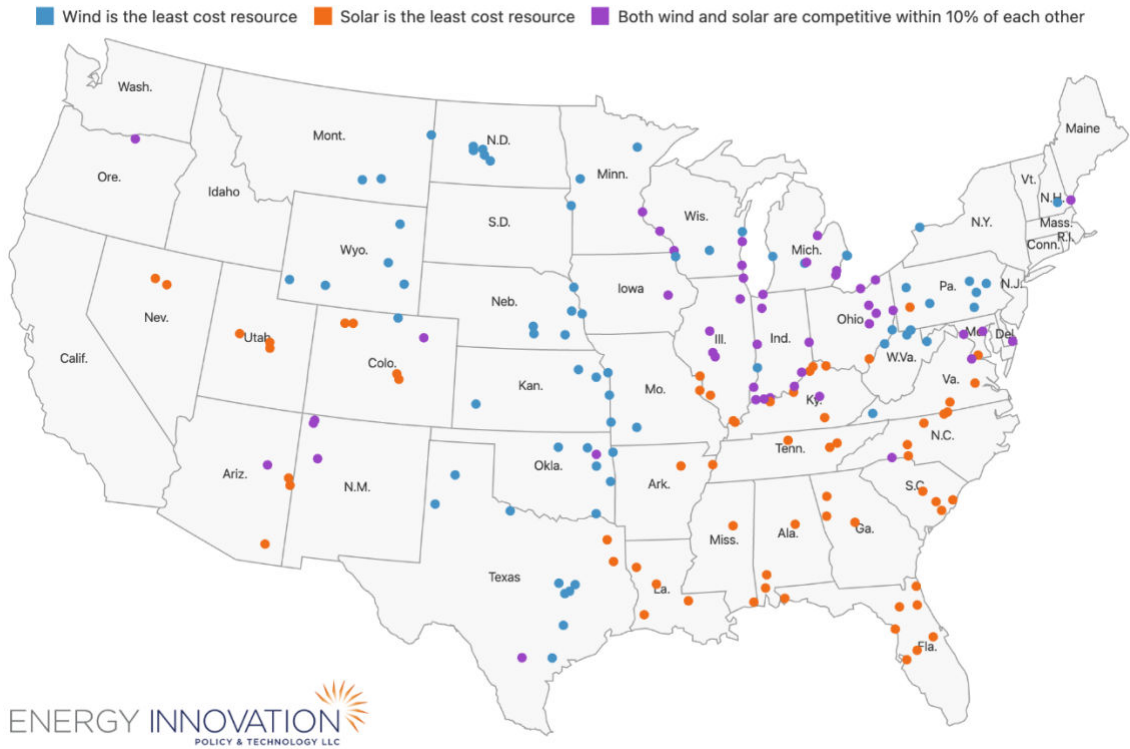 Wind is the least cost resource Solar is the least cost resource Both wind and solar are competitive within 10% of each other
Wash.
Maine
Mont.
N.D.
Ore.
Minn.
Vt.
Idaho
N.H.
Wis.
S.D.
N.Y.
Mass.
R.I.
Conn.
Wyo.
Mich.
N.J.
Pa.
Iowa
Neb.
Nev.
Ohio
Md.
Del.
Utah
Ill.
Ind.
Calif.
Colo.
W.Va.
Kan.
Mo.
Va.
Ky.
N.C.
Tenn.
Okla.
Ariz.
Ark.
N.M.
S.C.
Ga.
Ala.
Miss.
Texas
La.
Fla.
ENERGY INNOVATION
POLICY & TECHNOLOGY LLC